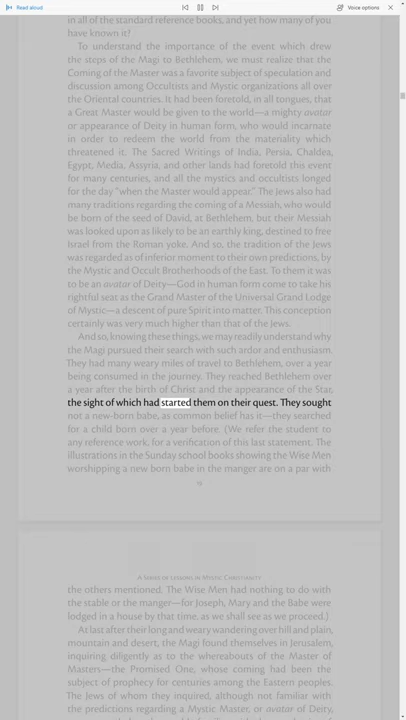 Read aloud
Voice options
in all of the standard reference books, and yet how many of you
have known it?
To understand the importance of the event which drew
the steps of the Magi to Bethlehem, we must realize that the
Coming of the Master was a favorite subject of speculation and
discussion among Occultists and Mystic organizations all over
the Oriental countries. It had been foretold, in all tongues, that
a Great Master would be given to the world—a mighty avatar
or appearance of Deity in human form, who would incarnate
in order to redeem the world from the materiality which
threatened it. The Sacred Writings of India, Persia, Chaldea,
Egypt, Media, Assyria, and other lands had foretold this event
for many centuries, and all the mystics and occultists longed
for the day “when the Master would appear.” The Jews also had
many traditions regarding the coming of a Messiah, who would
be born of the seed of David, at Bethlehem, but their Messiah
was looked upon as likely to be an earthly king, destined to free
Israel from the Roman yoke. And so, the tradition of the Jews
was regarded as of inferior moment to their own predictions, by
the Mystic and Occult Brotherhoods of the East. To them it was
to be an avatar of Deity—God in human form come to take his
rightful seat as the Grand Master of the Universal Grand Lodge
of Mystic—a descent of pure Spirit into matter. This conception
certainly was very much higher than that of the Jews.
And so, knowing these things, we may readily understand why
the Magi pursued their search with such ardor and enthusiasm.
They had many weary miles of travel to Bethlehem, over a year
being consumed in the journey. They reached Bethlehem over
a year after the birth of Christ and the appearance of the Star,
the sight of which had started them on their quest. They sought
not a new-born babe, as common belief has it—they searched
for a child born over a year before. (We refer the student to
any reference work, for a verification of this last statement. The
illustrations in the Sunday school books showing the Wise Men
worshipping a new born babe in the manger are on a par with
A Series of Lessons in Mystic Christianity
the others mentioned. The Wise Men had nothing to do with
the stable or the manger—for Joseph, Mary and the Babe were
lodged in a house by that time, as we shall see as we proceed.)
At last after their long and weary wandering over hill and plain,
mountain and desert, the Magi found themselves in Jerusalem,
inquiring diligently as to the whereabouts of the Master of
Masters—the Promised One, whose coming had been the
subject of prophecy for centuries among the Eastern peoples.
The Jews of whom they inquired, although not familiar with
the predictions regarding a Mystic Master, or avatar of Deity,